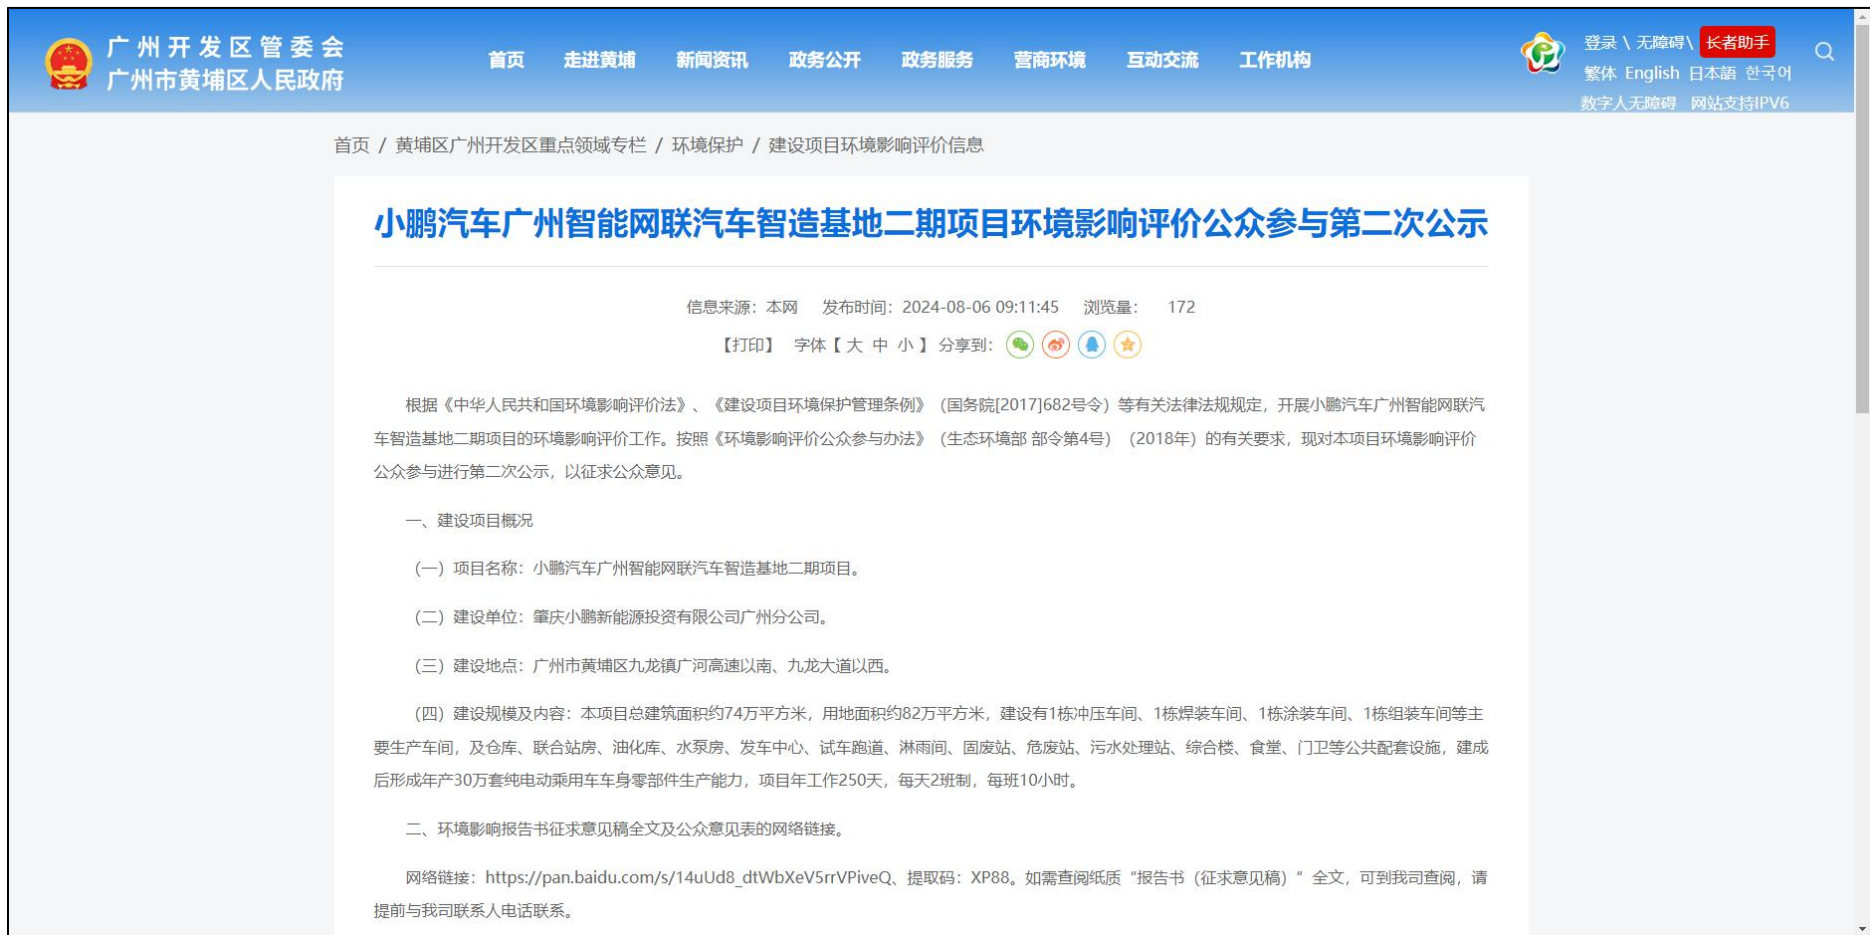 广州开发区管委会
广州市黄埔区人民政府
首页 走进黄埔 新闻资讯 政务公开 政务服务 营商环境 互动交流 工作机构
登录 \ 无障碍 \ 长者助手
繁体 English 日本語 한국어
数字人无障碍 网站支持IPV6
首页 / 黄埔区广州开发区重点领域专栏 / 环境保护 / 建设项目环境影响评价信息
小鹏汽车广州智能网联汽车智造基地二期项目环境影响评价公众参与第二次公示
信息来源：本网 发布时间：2024-08-06 09:11:45 浏览量： 172
【打印】 字体【 大 中 小 】 分享到：
根据《中华人民共和国环境影响评价法》、《建设项目环境保护管理条例》（国务院[2017]682号令）等有关法律法规规定，开展小鹏汽车广州智能网联汽
车智造基地二期项目的环境影响评价工作。按照《环境影响评价公众参与办法》（生态环境部 部令第4号）（2018年）的有关要求，现对本项目环境影响评价
公众参与进行第二次公示，以征求公众意见。
一、建设项目概况
（一）项目名称：小鹏汽车广州智能网联汽车智造基地二期项目。
（二）建设单位：肇庆小鹏新能源投资有限公司广州分公司。
（三）建设地点：广州市黄埔区九龙镇广河高速以南、九龙大道以西。
（四）建设规模及内容：本项目总建筑面积约74万平方米，用地面积约82万平方米，建设有1栋冲压车间、1栋焊装车间、1栋涂装车间、1栋组装车间等主
要生产车间，及仓库、联合站房、油化库、水泵房、发车中心、试车跑道、淋雨间、固废站、危废站、污水处理站、综合楼、食堂、门卫等公共配套设施，建成
后形成年产30万套纯电动乘用车车身零部件生产能力，项目年工作250天，每天2班制，每班10小时。
二、环境影响报告书征求意见稿全文及公众意见表的网络链接。
网络链接：https://pan.baidu.com/s/14uUd8_dtWbXeV5rrVPiveQ、提取码：XP88。如需查阅纸质“报告书（征求意见稿）”全文，可到我司查阅，请
提前与我司联系人电话联系。